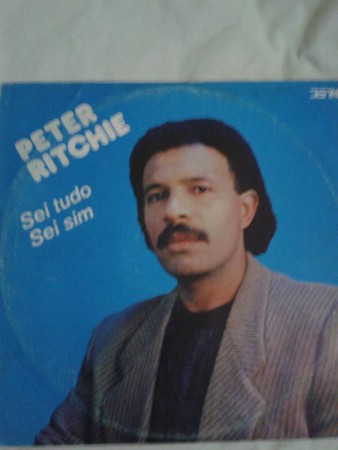 PETER
RITCHIE
Sei tudo
Sei sim